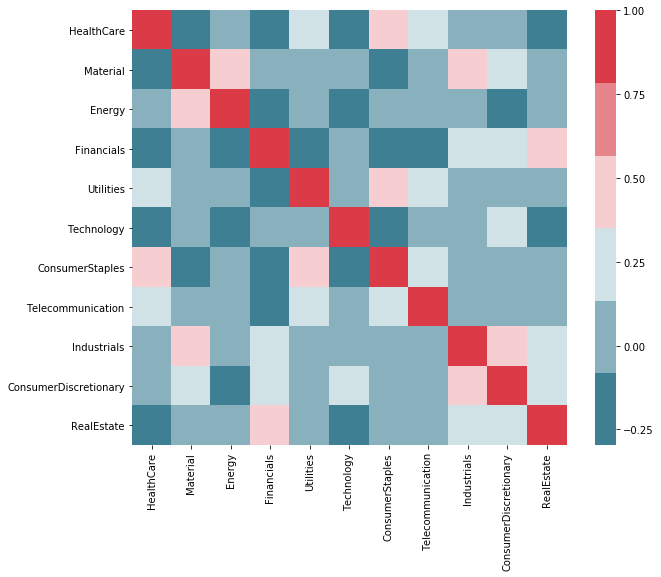 HealthCare
Material
Energy
Financials
Utilities
Technology
ConsumerStaples
Telecommunication
Industrials
ConsumerDiscretionary
RealEstate
HealthCare
Material
Energy
Financials
Utilities
Technology
ConsumerStaples
Telecommunication
Industrials
ConsumerDiscretionary
RealEstate
1.00
0.75
0.50
0.25
0.00
−0.25